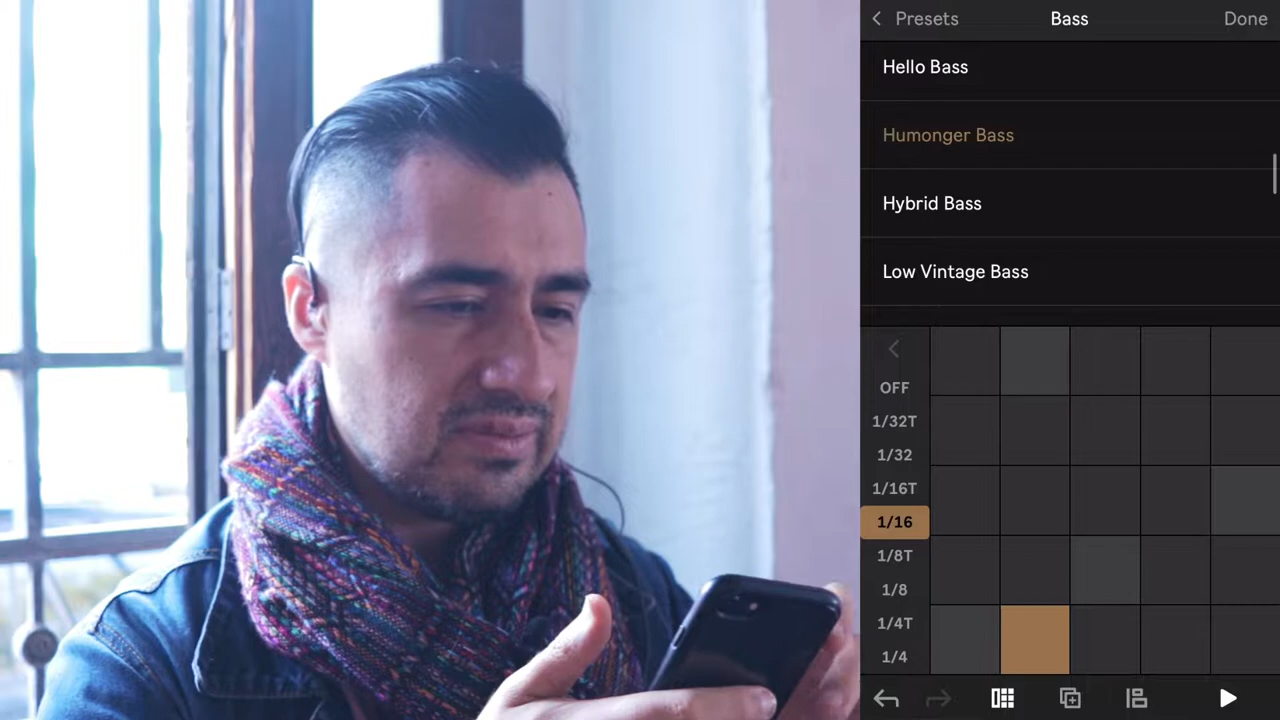 Presets Bass Done
Hello Bass
Humonger Bass
Hybrid Bass
Low Vintage Bass
OFF
1/32T
1/32
1/16T
1/16
1/8T
1/8
1/4T
1/4